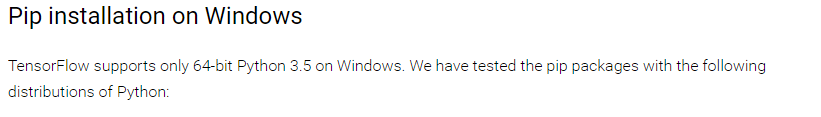 Pip installation on Windows
TensorFlow supports only 64-bit Python 3.5 on Windows. We have tested the pip packages with the following
distributions of Python: